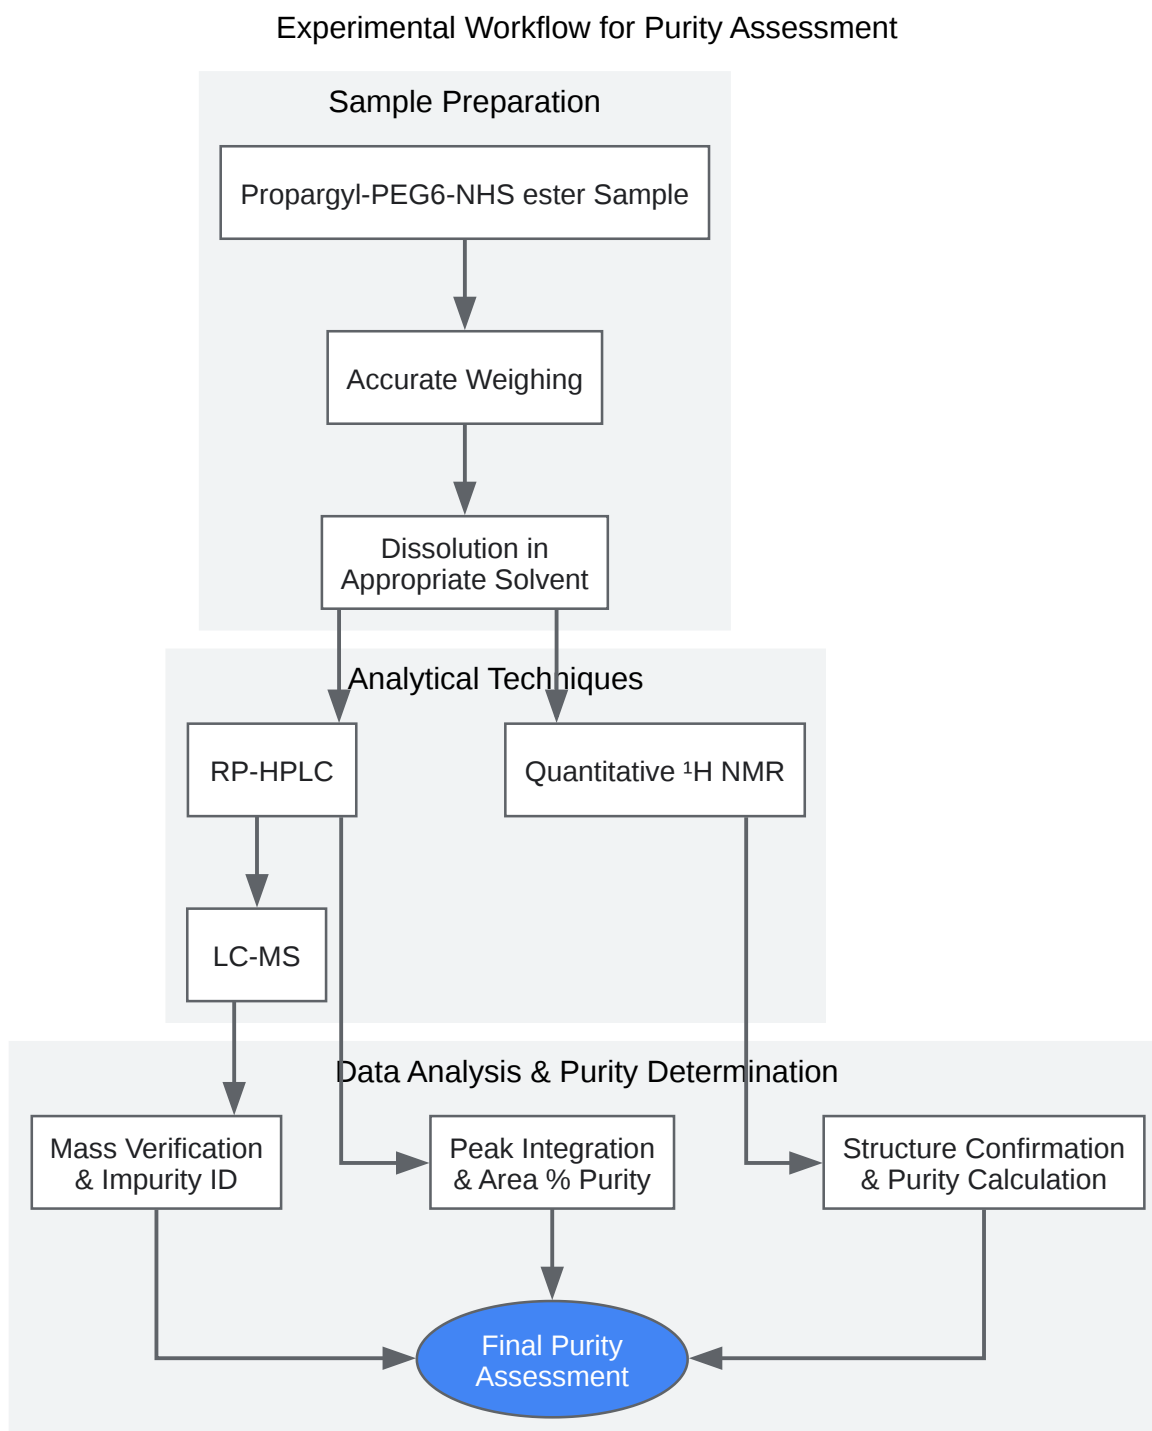 Experimental Workflow for Purity Assessment
Sample Preparation
Propargyl-PEG6-NHS ester Sample
Accurate Weighing
Dissolution in
Appropriate Solvent
Analytical Techniques
RP-HPLC
Quantitative ¹H NMR
LC-MS
Data Analysis & Purity Determination
Mass Verification
& Impurity ID
Peak Integration
& Area % Purity
Structure Confirmation
& Purity Calculation
Final Purity
Assessment